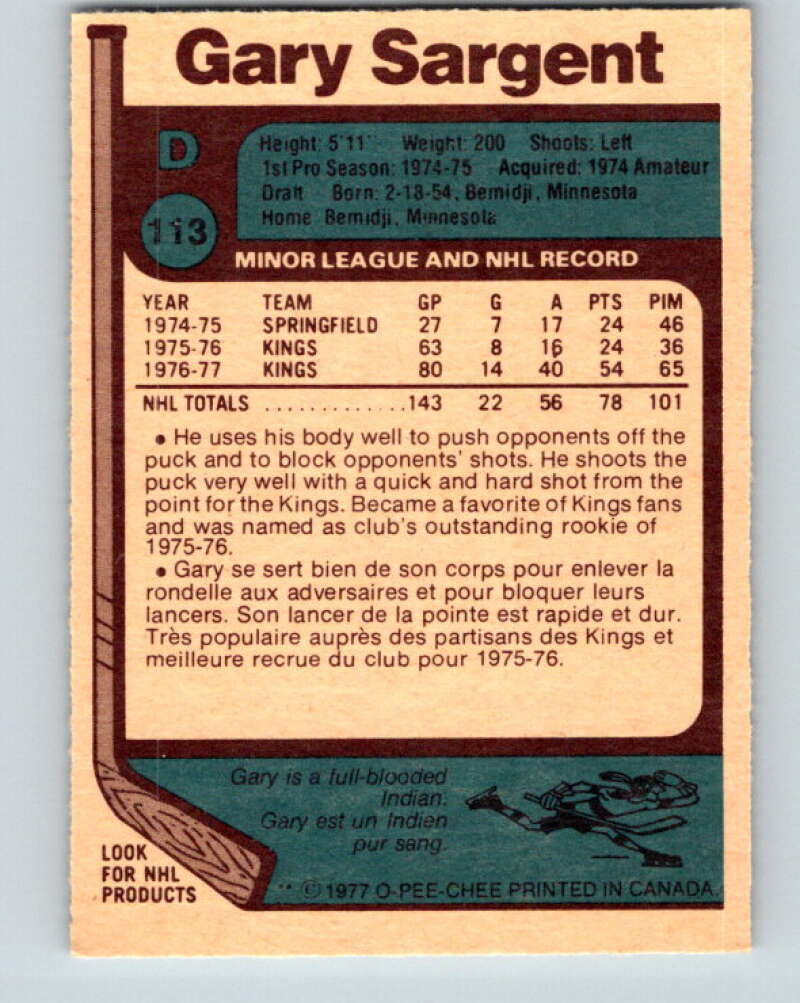 Gary Sargent
D
113
Height: 5'11" Weight: 200 Shoots: Left
1st Pro Season: 1974-75 Acquired: 1974 Amateur
Draft Born: 2-18-54, Bemidji, Minnesota
Home Bemidji, Minnesota
MINOR LEAGUE AND NHL RECORD
YEAR TEAM GP G A PTS PIM
1974-75 SPRINGFIELD 27 7 17 24 46
1975-76 KINGS 63 8 16 24 36
1976-77 KINGS 80 14 40 54 65
NHL TOTALS .............143 22 56 78 101
• He uses his body well to push opponents off the
puck and to block opponents' shots. He shoots the
puck very well with a quick and hard shot from the
point for the Kings. Became a favorite of Kings fans
and was named as club's outstanding rookie of
1975-76.
• Gary se sert bien de son corps pour enlever la
rondelle aux adversaires et pour bloquer leurs
lancers. Son lancer de la pointe est rapide et dur.
Très populaire auprès des partisans des Kings et
meilleure recrue du club pour 1975-76.
Gary is a full-blooded
Indian.
Gary est un Indien
pur sang.
LOOK
FOR NHL
PRODUCTS
** © 1977 O-PEE-CHEE PRINTED IN CANADA.